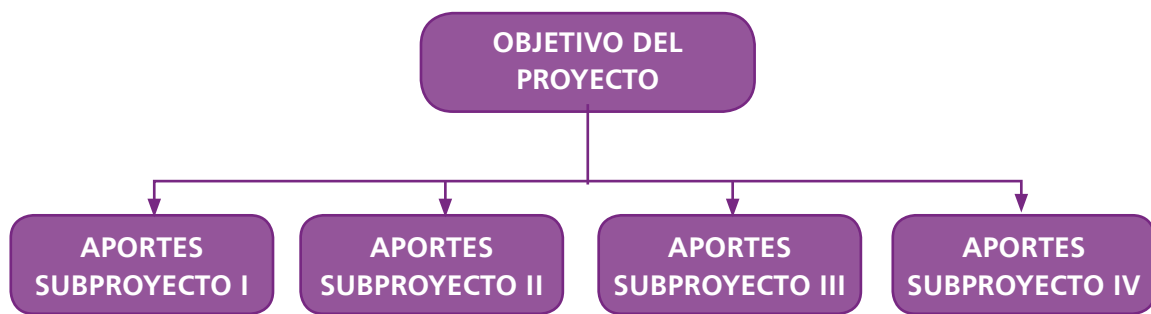 OBJETIVO DEL
PROYECTO
APORTES
SUBPROYECTO I
APORTES
SUBPROYECTO II
APORTES
SUBPROYECTO III
APORTES
SUBPROYECTO IV